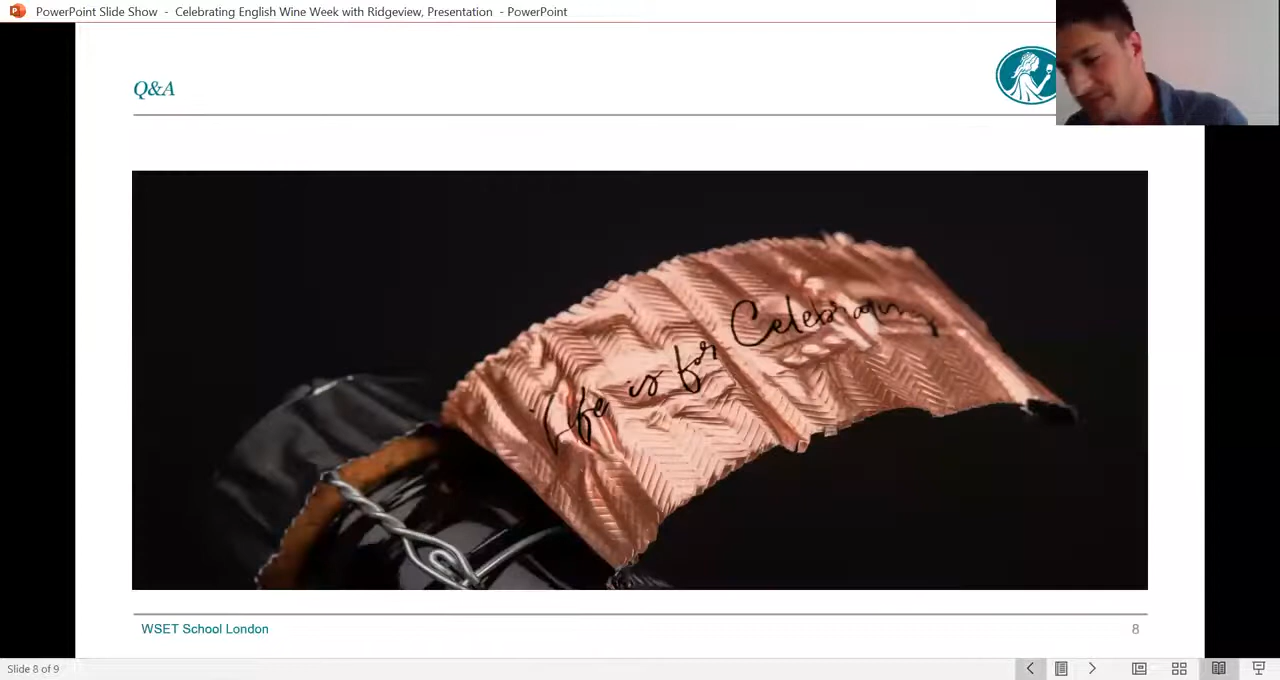 PowerPoint Slide Show - Celebrating English Wine Week with Ridgeview, Presentation - PowerPoint
Q&A
Life is for Celebrating
WSET School London
8
Slide 8 of 9